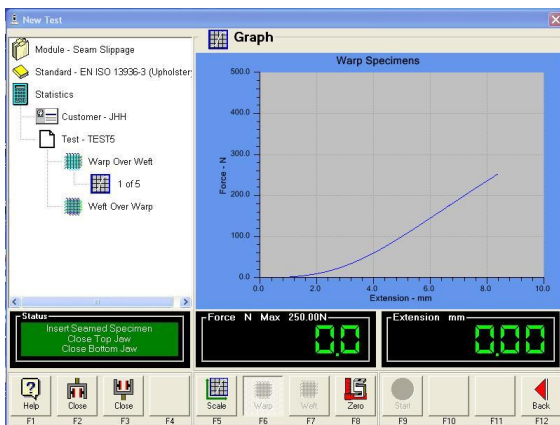 New Test
Module - Seam Slippage
Standard - EN ISO 13936-3 (Upholster
Statistics
Customer - JHH
Test - TEST5
Warp Over Weft
1 of 5
Weft Over Warp
Graph
Warp Specimens
500.0
400.0
300.0
200.0
100.0
0.0
Force - N
0.0 2.0 4.0 6.0 8.0 10.0
Extension - mm
Status
Insert Seamed Specimen
Close Top Jaw
Close Bottom Jaw
Force N Max 250.00N
0.0
Extension mm
0.00
Help Close Close Scale Warp Weft Zero Start Back
F1 F2 F3 F4 F5 F6 F7 F8 F9 F10 F11 F12